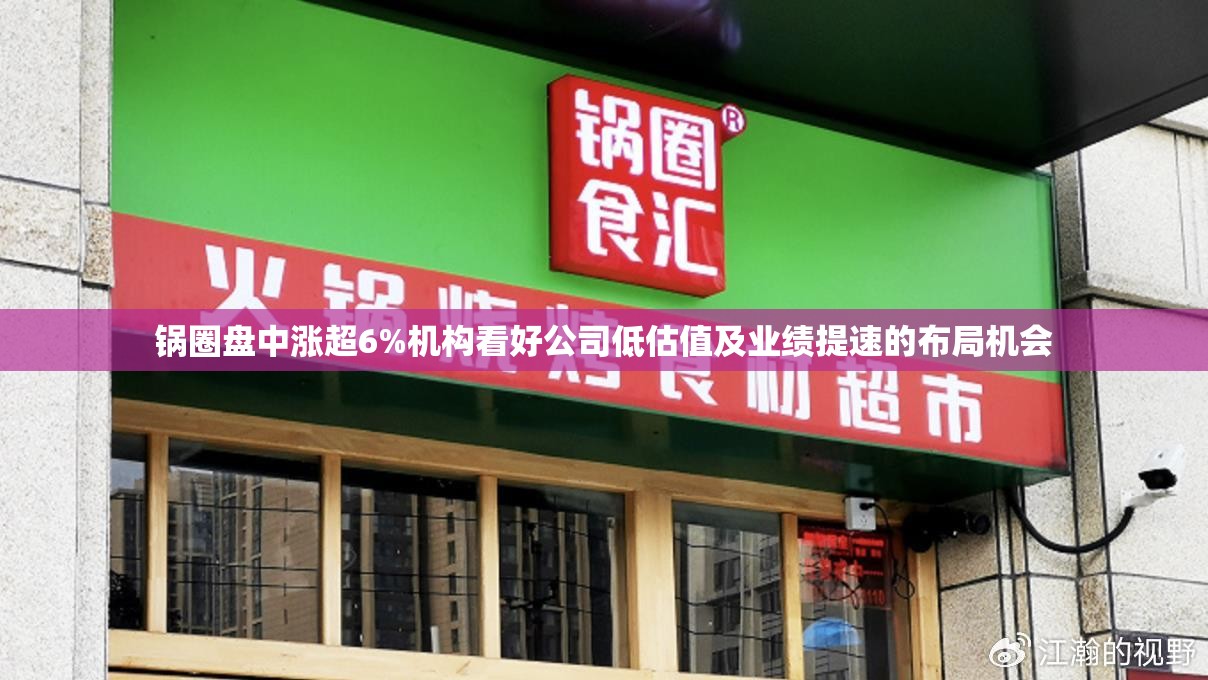 锅圈
®
食汇
火锅烧烤食材超市
锅圈盘中涨超6%机构看好公司低估值及业绩提速的布局机会
江瀚的视野